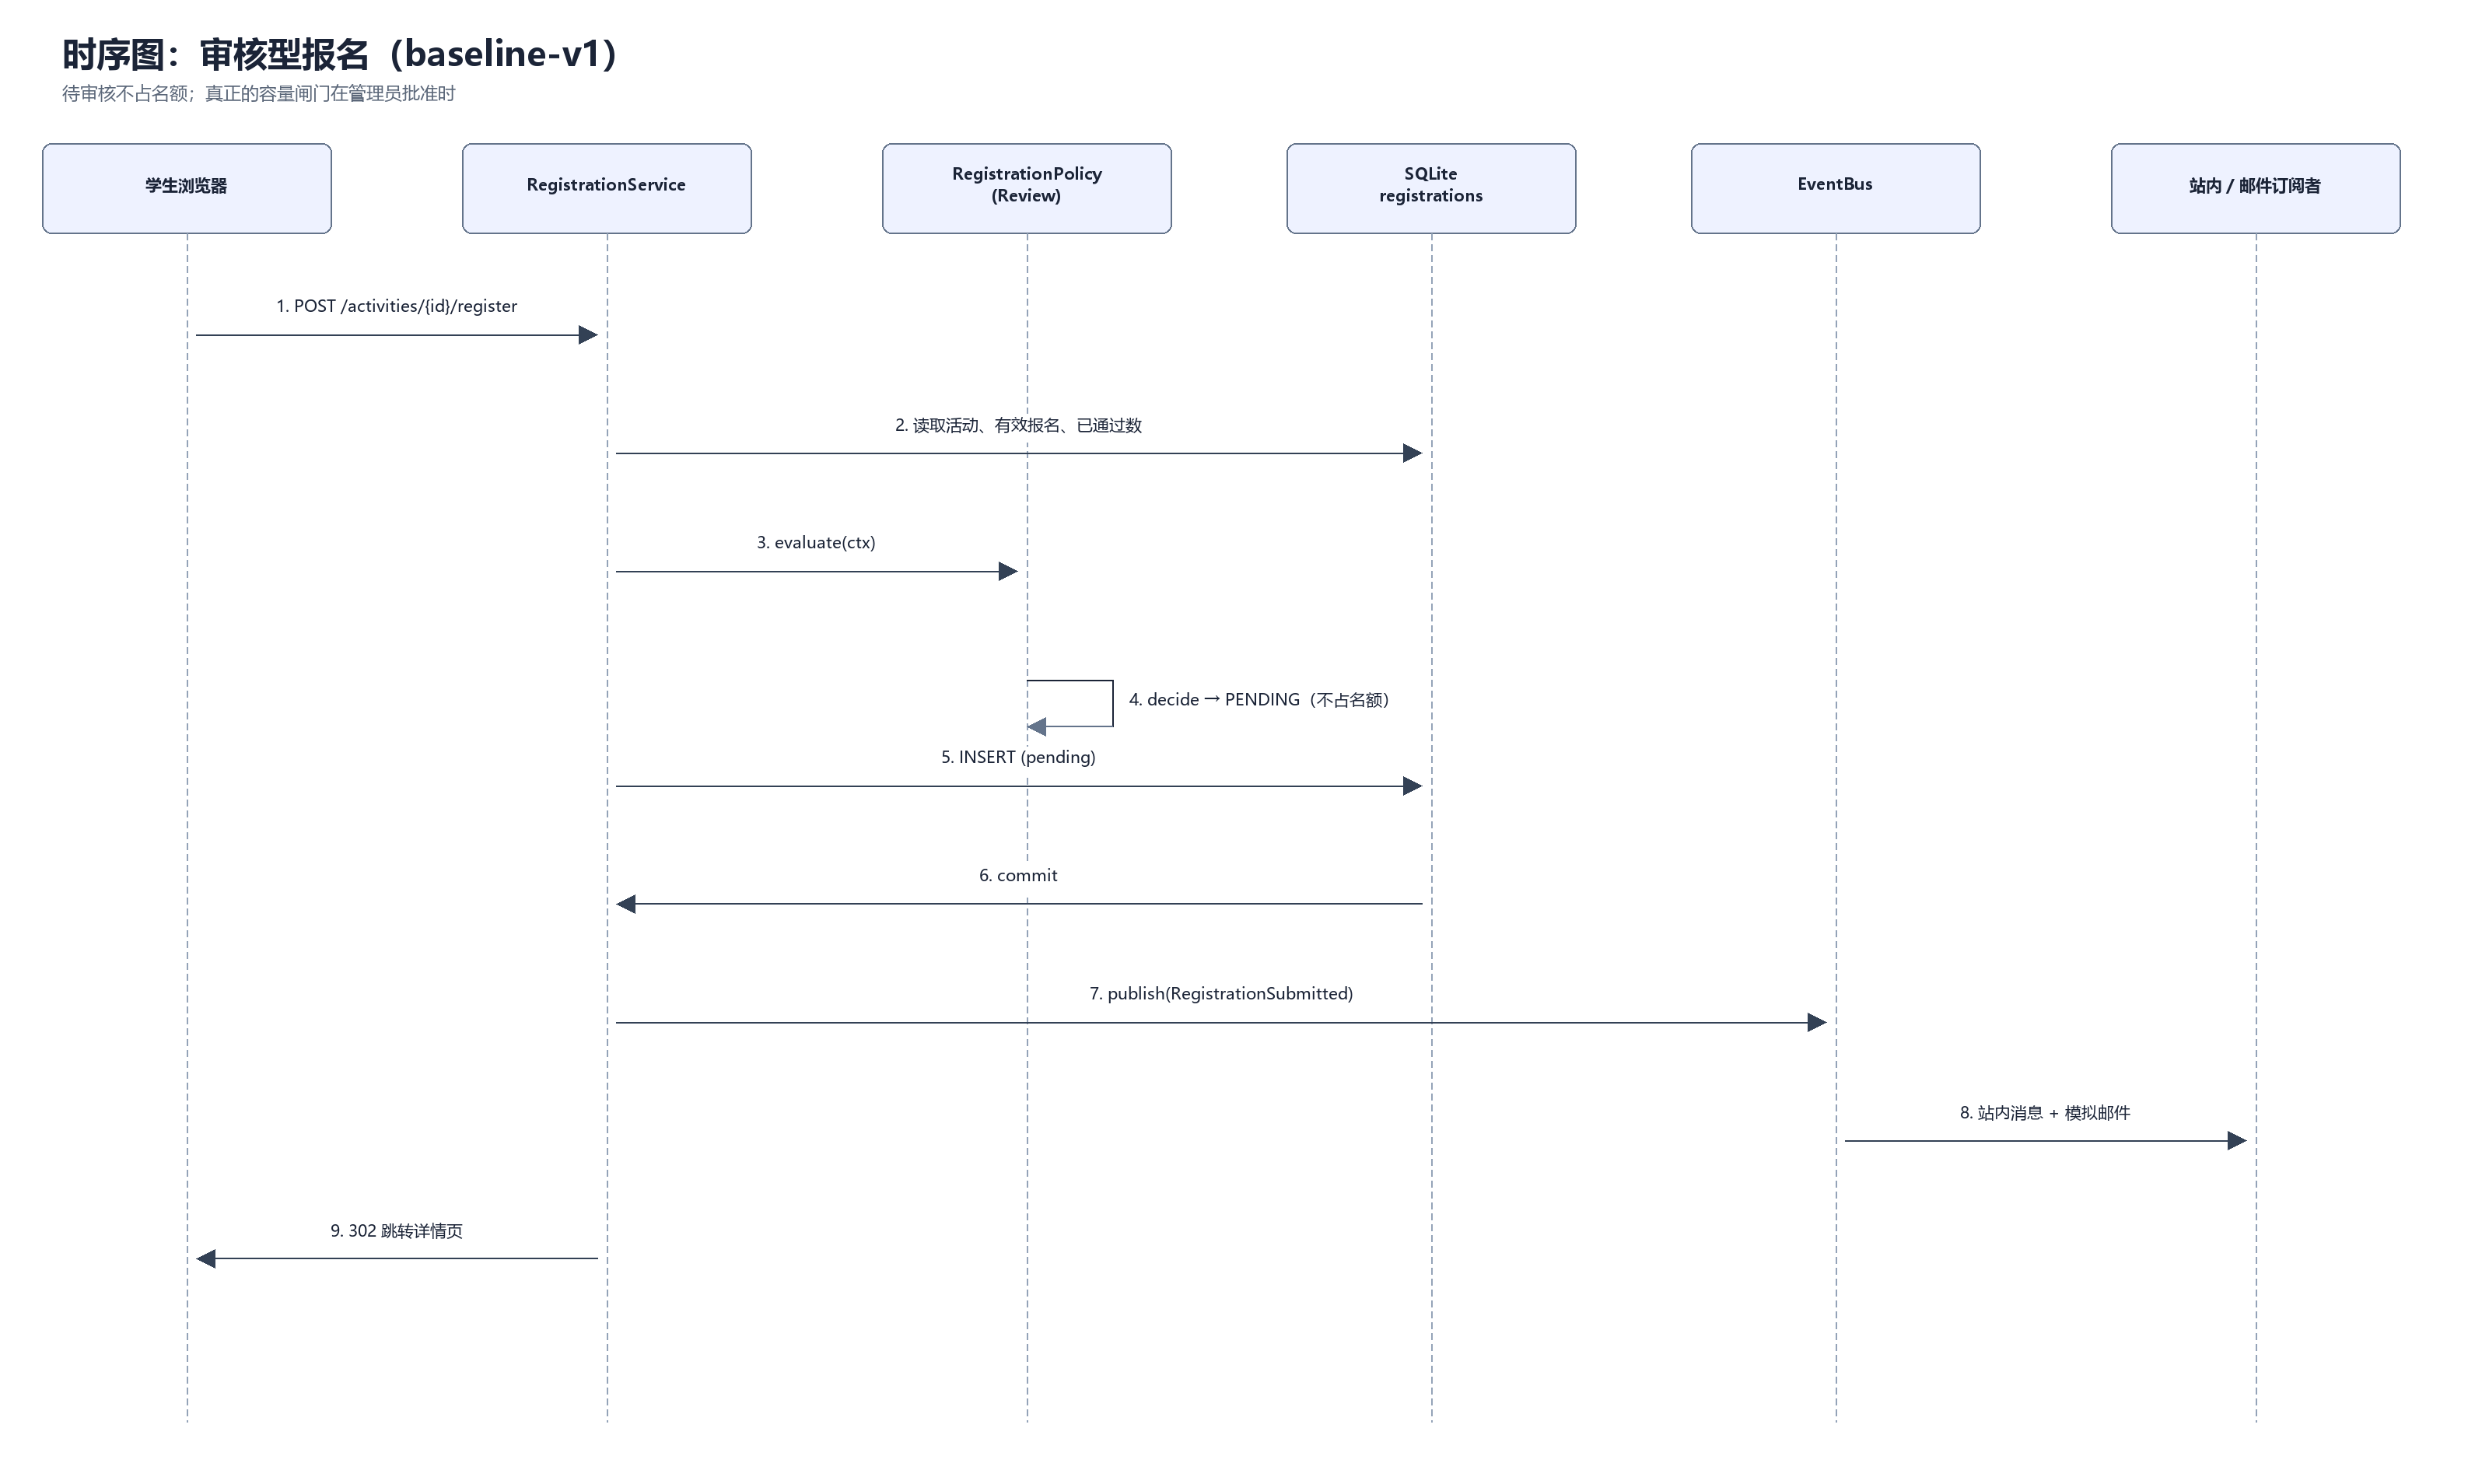 时序图：审核型报名（baseline-v1）
待审核不占名额；真正的容量闸门在管理员批准时
学生浏览器
RegistrationService
RegistrationPolicy
(Review)
SQLite
registrations
EventBus
站内 / 邮件订阅者
1. POST /activities/{id}/register
2. 读取活动、有效报名、已通过数
3. evaluate(ctx)
4. decide → PENDING（不占名额）
5. INSERT (pending)
6. commit
7. publish(RegistrationSubmitted)
8. 站内消息 + 模拟邮件
9. 302 跳转详情页